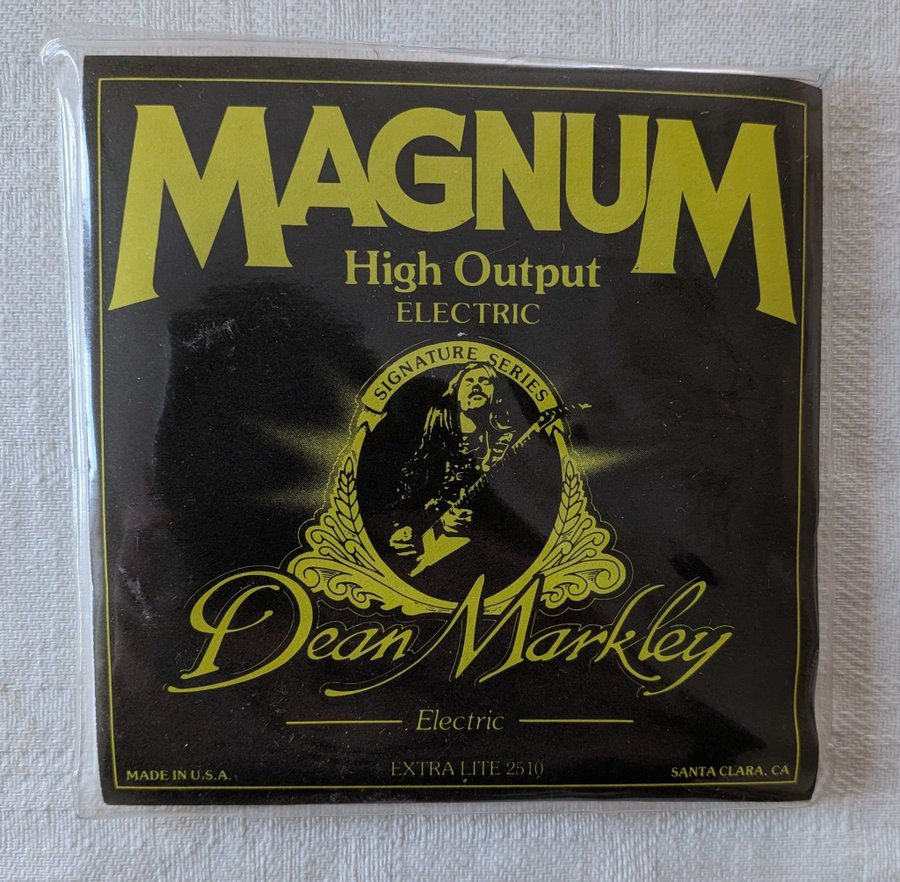 MAGNUM
High Output
ELECTRIC
SIGNATURE SERIES
Dean Markley
Electric
EXTRA LITE 2510
MADE IN U.S.A.
SANTA CLARA, CA